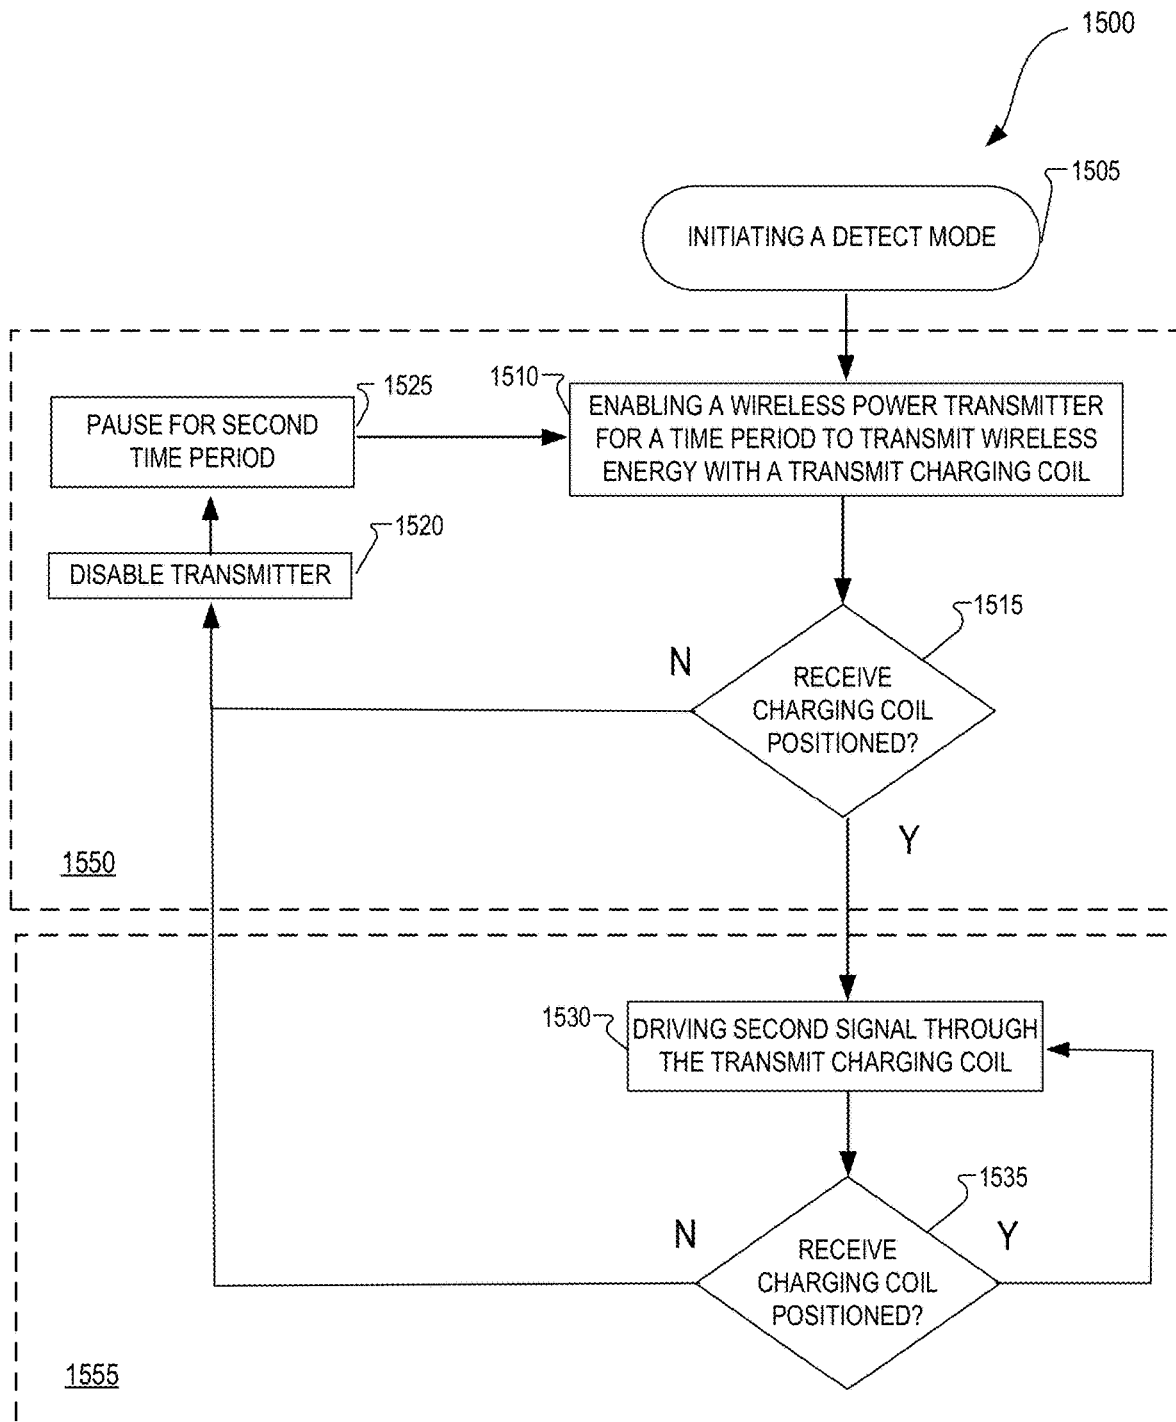 1500
1505
INITIATING A DETECT MODE
1525
1510
PAUSE FOR SECOND
TIME PERIOD
ENABLING A WIRELESS POWER TRANSMITTER
FOR A TIME PERIOD TO TRANSMIT WIRELESS
ENERGY WITH A TRANSMIT CHARGING COIL
1520
DISABLE TRANSMITTER
1515
N
RECEIVE
CHARGING COIL
POSITIONED?
Y
1550
1530
DRIVING SECOND SIGNAL THROUGH
THE TRANSMIT CHARGING COIL
1535
N
Y
RECEIVE
CHARGING COIL
POSITIONED?
1555